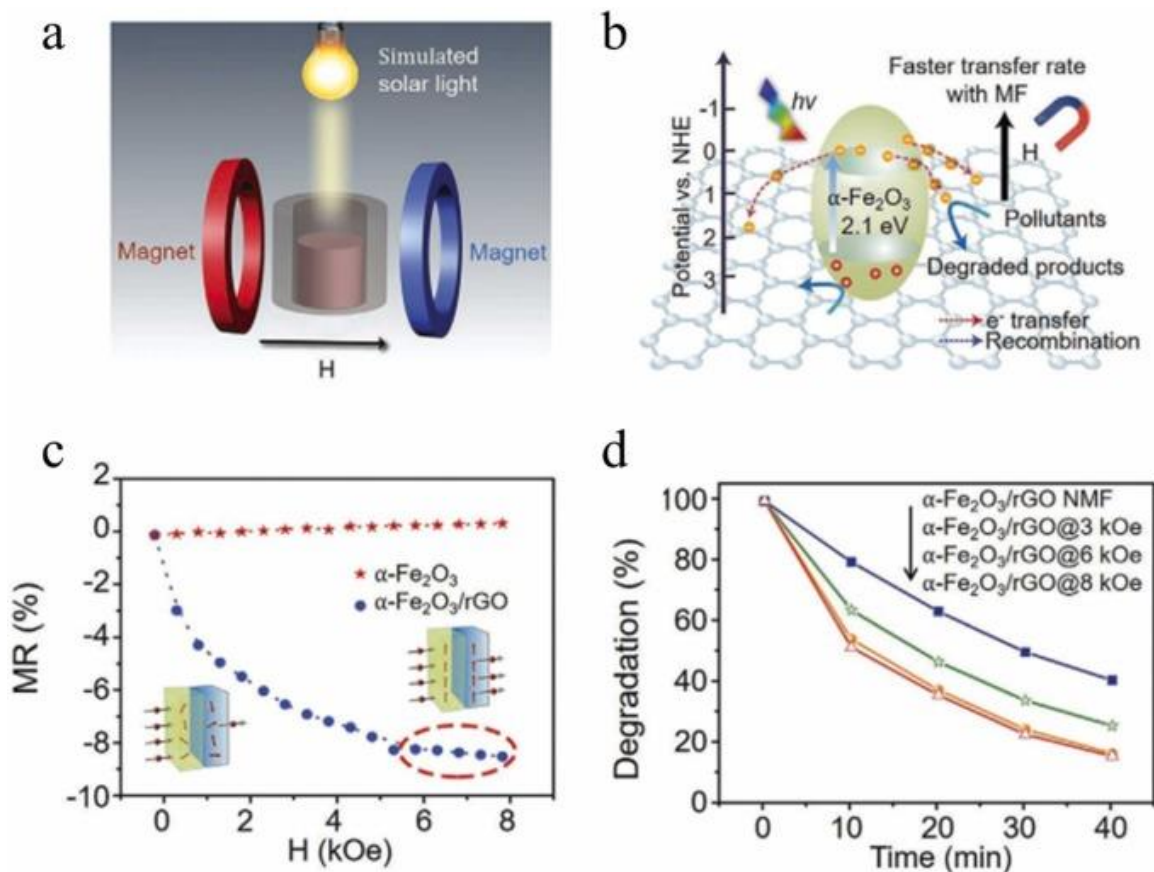 a
Simulated
solar light
Magnet
Magnet
H
b
Potential vs. NHE
-1
0
0
1
2
3
hν
α-Fe₂O₃
2.1 eV
Faster transfer rate
with MF
H
Pollutants
Degraded products
e⁻ transfer
Recombination
c
MR (%)
2
0
-2
-4
-6
-8
-10
α-Fe₂O₃
α-Fe₂O₃/rGO
0 2 4 6 8
H (kOe)
d
Degradation (%)
100
80
60
40
20
0
α-Fe₂O₃/rGO NMF
α-Fe₂O₃/rGO@3 kOe
α-Fe₂O₃/rGO@6 kOe
α-Fe₂O₃/rGO@8 kOe
0 10 20 30 40
Time (min)